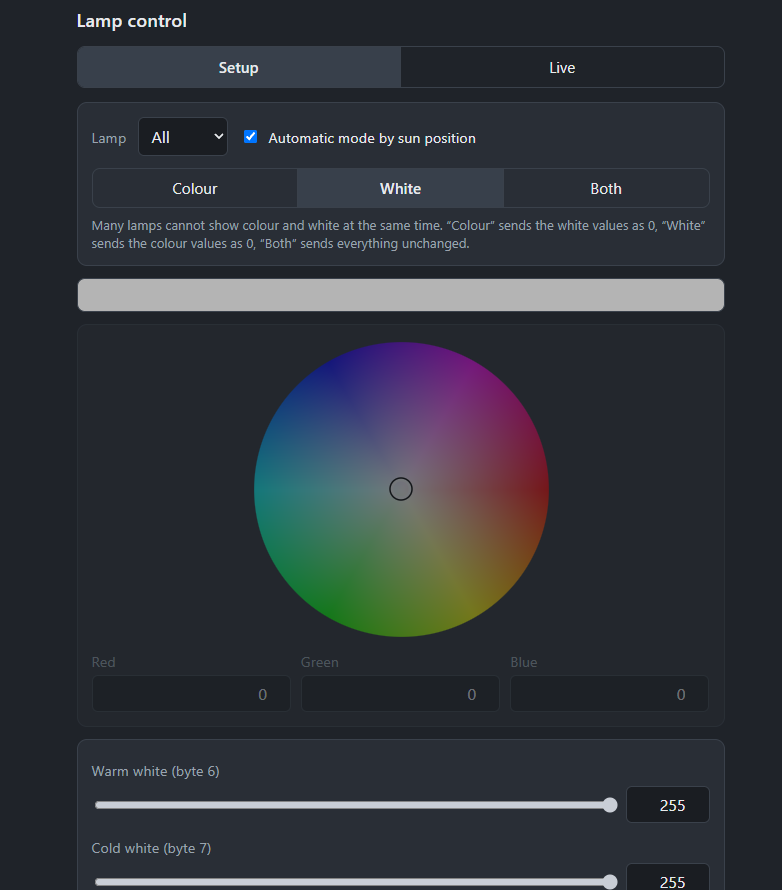 Lamp control
Setup
Live
Lamp
All
Automatic mode by sun position
Colour
White
Both
Many lamps cannot show colour and white at the same time. “Colour” sends the white values as 0, “White”
sends the colour values as 0, “Both” sends everything unchanged.
Red
Green
Blue
0
0
0
Warm white (byte 6)
255
Cold white (byte 7)
255